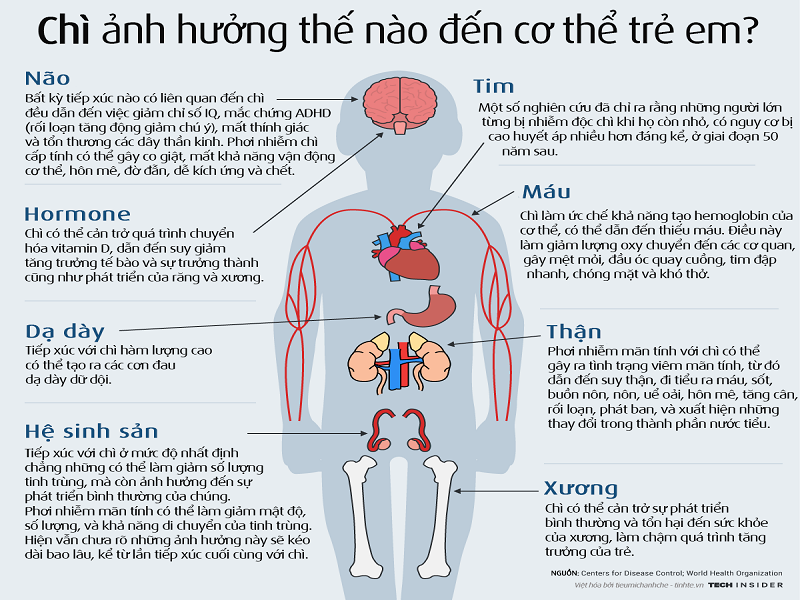 Chì ảnh hưởng thế nào đến cơ thể trẻ em?
Não
Bất kỳ tiếp xúc nào có liên quan đến chì
đều dẫn đến việc giảm chỉ số IQ, mắc chứng ADHD
(rối loạn tăng động giảm chú ý), mất thính giác
và tổn thương các dây thần kinh. Phơi nhiễm chì
cấp tính có thể gây co giật, mất khả năng vận động
cơ thể, hôn mê, đờ đẫn, dễ kích ứng và chết.
Hormone
Chì có thể cản trở quá trình chuyển
hóa vitamin D, dẫn đến suy giảm
tăng trưởng tế bào và sự trưởng thành
cũng như phát triển của răng và xương.
Dạ dày
Tiếp xúc với chì hàm lượng cao
có thể tạo ra các cơn đau
dạ dày dữ dội.
Hệ sinh sản
Tiếp xúc với chì ở mức độ nhất định
chẳng những có thể làm giảm số lượng
tinh trùng, mà còn ảnh hưởng đến sự
phát triển bình thường của chúng.
Phơi nhiễm mãn tính có thể làm giảm mật độ,
số lượng, và khả năng di chuyển của tinh trùng.
Hiện vẫn chưa rõ những ảnh hưởng này sẽ kéo
dài bao lâu, kể từ lần tiếp xúc cuối cùng với chì.
Tim
Một số nghiên cứu đã chỉ ra rằng những người lớn
từng bị nhiễm độc chì khi họ còn nhỏ, có nguy cơ bị
cao huyết áp nhiều hơn đáng kể, ở giai đoạn 50
năm sau.
Máu
Chì làm ức chế khả năng tạo hemoglobin của
cơ thể, có thể dẫn đến thiếu máu. Điều này
làm giảm lượng oxy chuyển đến các cơ quan,
gây mệt mỏi, đầu óc quay cuồng, tim đập
nhanh, chóng mặt và khó thở.
Thận
Phơi nhiễm mãn tính với chì có thể
gây ra tình trạng viêm mãn tính, từ đó
dẫn đến suy thận, đi tiểu ra máu, sốt,
buồn nôn, nôn, uể oải, hôn mê, tăng cân,
rối loạn, phát ban, và xuất hiện những
thay đổi trong thành phần nước tiểu.
Xương
Chì có thể cản trở sự phát triển
bình thường và tổn hại đến sức khỏe
của xương, làm chậm quá trình tăng
trưởng của trẻ.
NGUỒN: Centers for Disease Control; World Health Organization
Việt hóa bởi tieumichanhche - tinhte.vn TECH INSIDER